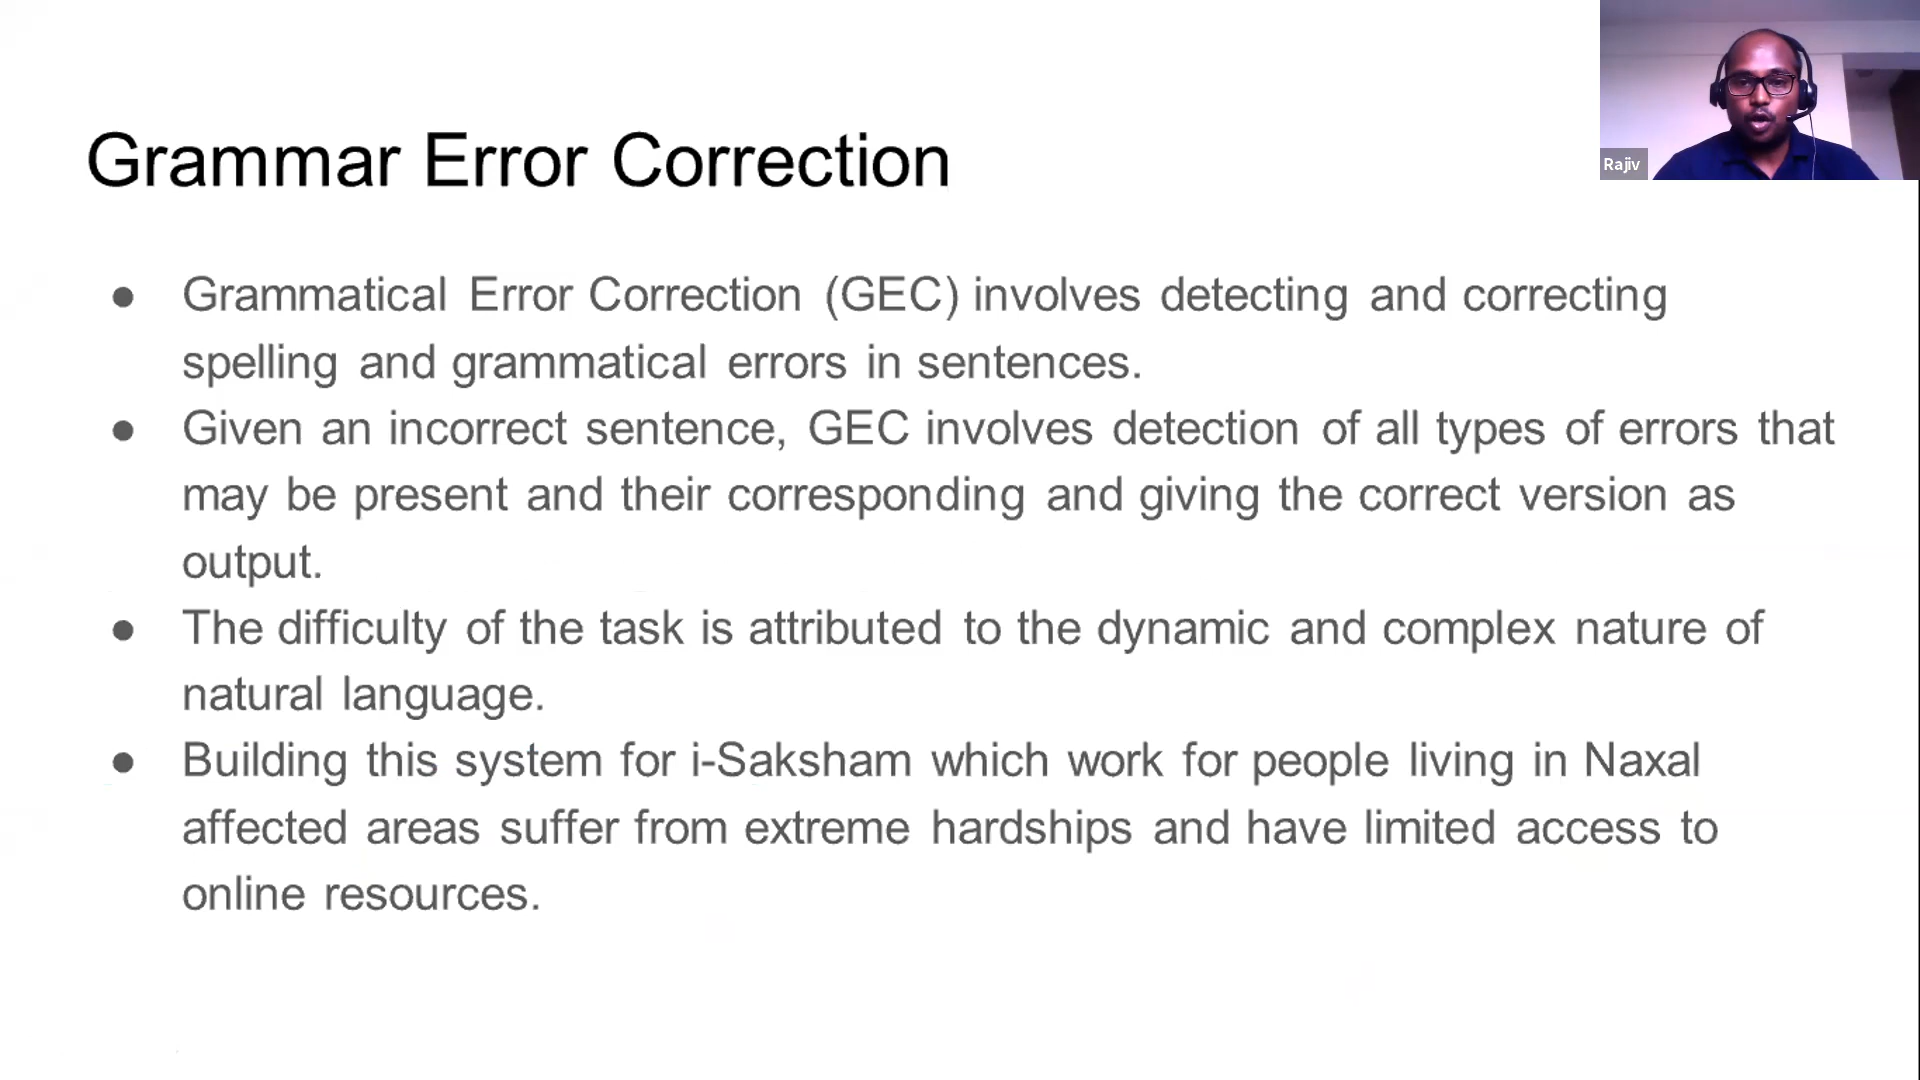 Grammar Error Correction
Rajiv
● Grammatical Error Correction (GEC) involves detecting and correcting
spelling and grammatical errors in sentences.
● Given an incorrect sentence, GEC involves detection of all types of errors that
may be present and their corresponding and giving the correct version as
output.
● The difficulty of the task is attributed to the dynamic and complex nature of
natural language.
● Building this system for i-Saksham which work for people living in Naxal
affected areas suffer from extreme hardships and have limited access to
online resources.